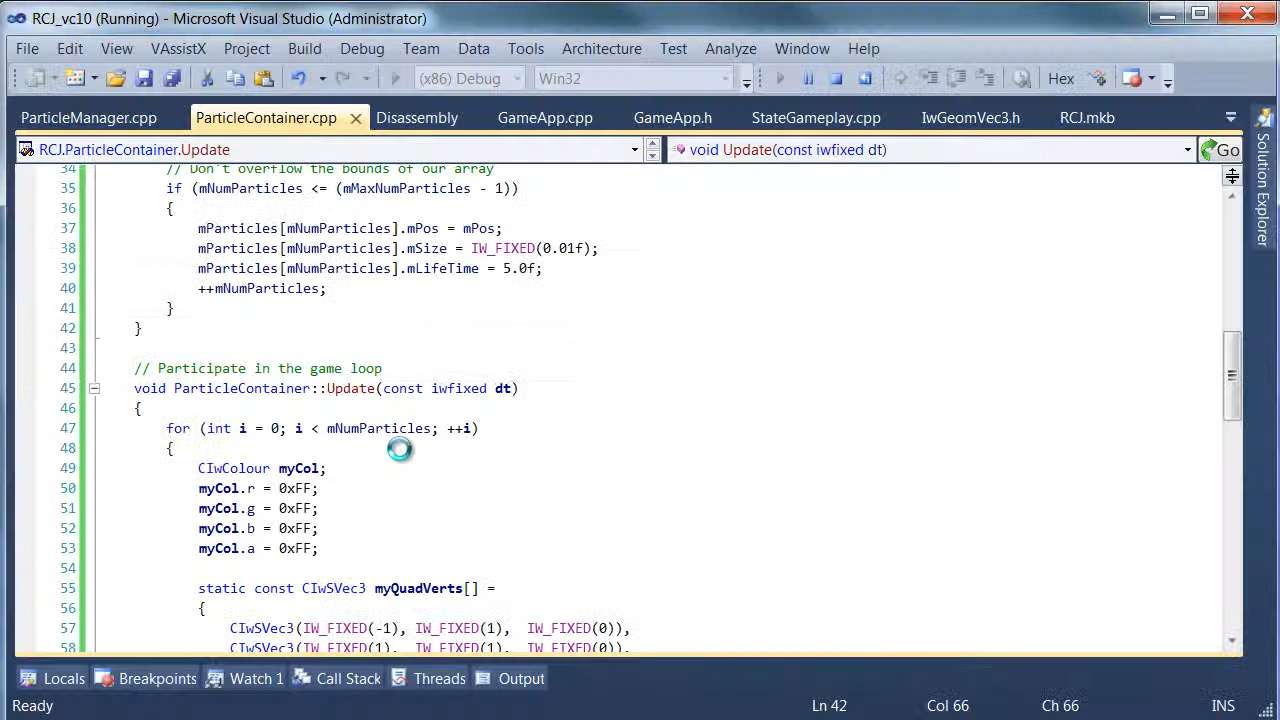 RCJ_vc10 (Running) - Microsoft Visual Studio (Administrator)
File Edit View VAssistX Project Build Debug Team Data Tools Architecture Test Analyze Window Help
(x86) Debug Win32 Hex
ParticleManager.cpp ParticleContainer.cpp Disassembly GameApp.cpp GameApp.h StateGameplay.cpp IwGeomVec3.h RCJ.mkb
RCJ.ParticleContainer.Update void Update(const iwfixed dt) Go
Solution Explorer
34 // Don't overflow the bounds of our array
35 if (mNumParticles <= (mMaxNumParticles - 1))
36 {
37 mParticles[mNumParticles].mPos = mPos;
38 mParticles[mNumParticles].mSize = IW_FIXED(0.01f);
39 mParticles[mNumParticles].mLifeTime = 5.0f;
40 ++mNumParticles;
41 }
42 }
43
44 // Participate in the game loop
45 void ParticleContainer::Update(const iwfixed dt)
46 {
47 for (int i = 0; i < mNumParticles; ++i)
48 {
49 CIwColour myCol;
50 myCol.r = 0xFF;
51 myCol.g = 0xFF;
52 myCol.b = 0xFF;
53 myCol.a = 0xFF;
54
55 static const CIwSVec3 myQuadVerts[] =
56 {
57 CIwSVec3(IW_FIXED(-1), IW_FIXED(1), IW_FIXED(0)),
58 CIwSVec3(IW_FIXED(1), IW_FIXED(1), IW_FIXED(0)),
Locals Breakpoints Watch 1 Call Stack Threads Output
Ready Ln 42 Col 66 Ch 66 INS